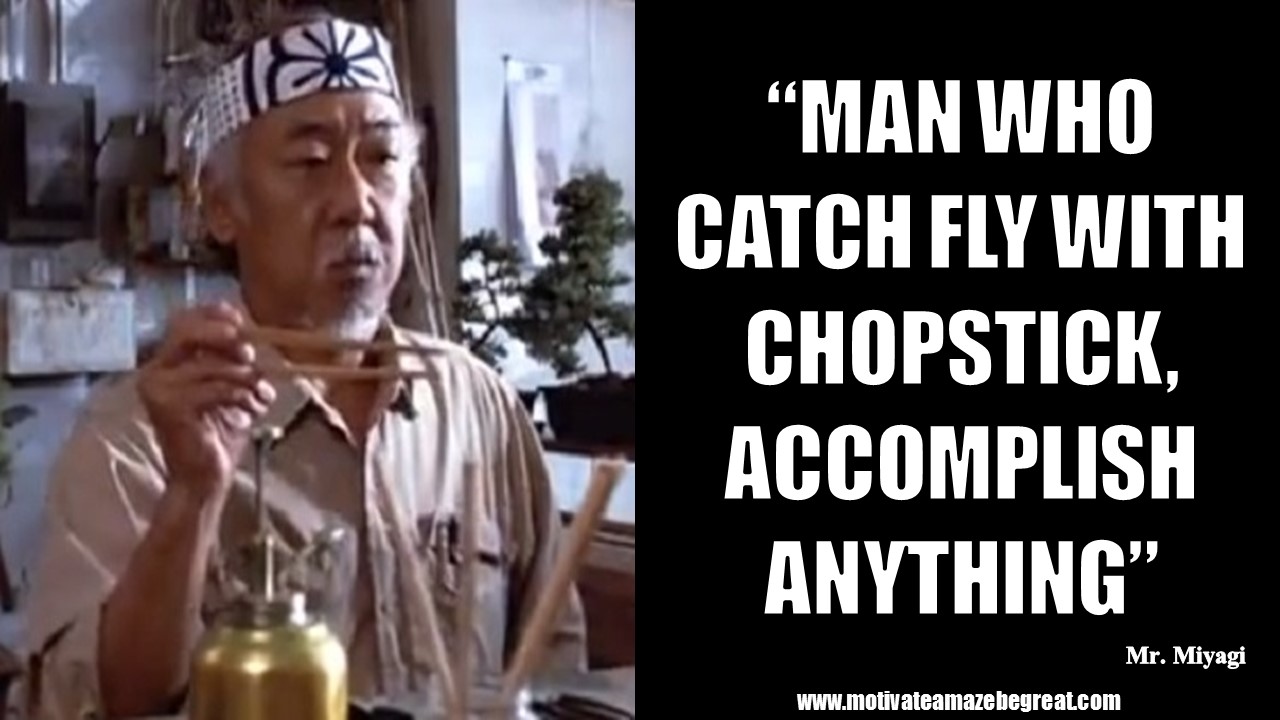 “MAN WHO
CATCH FLY WITH
CHOPSTICK,
ACCOMPLISH
ANYTHING”
Mr. Miyagi
www.motivateamazebegreat.com